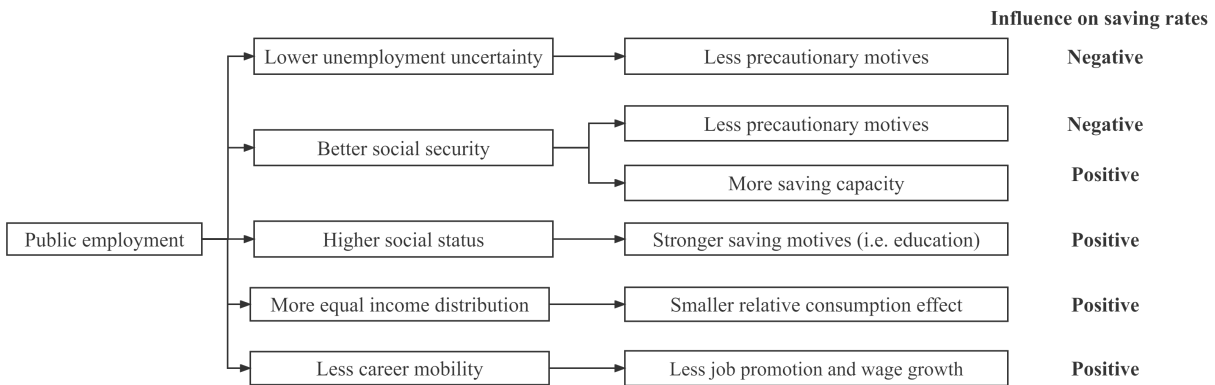 Influence on saving rates
Lower unemployment uncertainty
Less precautionary motives
Negative
Better social security
Less precautionary motives
Negative
More saving capacity
Positive
Public employment
Higher social status
Stronger saving motives (i.e. education)
Positive
More equal income distribution
Smaller relative consumption effect
Positive
Less career mobility
Less job promotion and wage growth
Positive